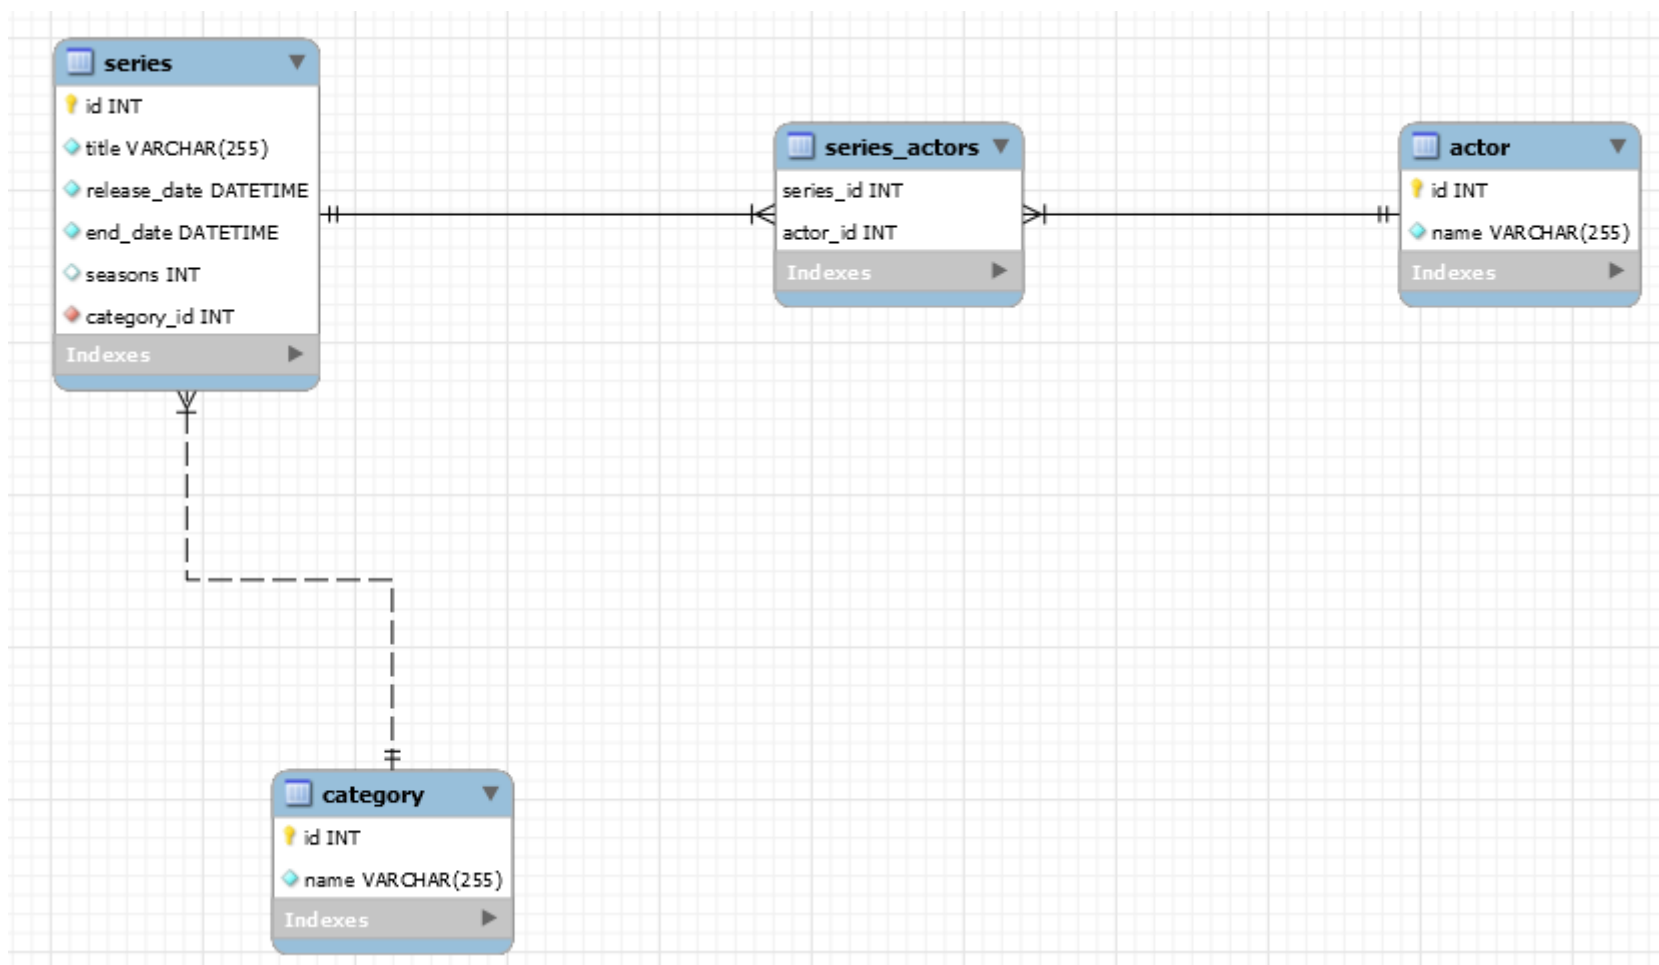 series
id INT
title VARCHAR(255)
release_date DATETIME
end_date DATETIME
seasons INT
category_id INT
Indexes
series_actors
series_id INT
actor_id INT
Indexes
actor
id INT
name VARCHAR(255)
Indexes
category
id INT
name VARCHAR(255)
Indexes